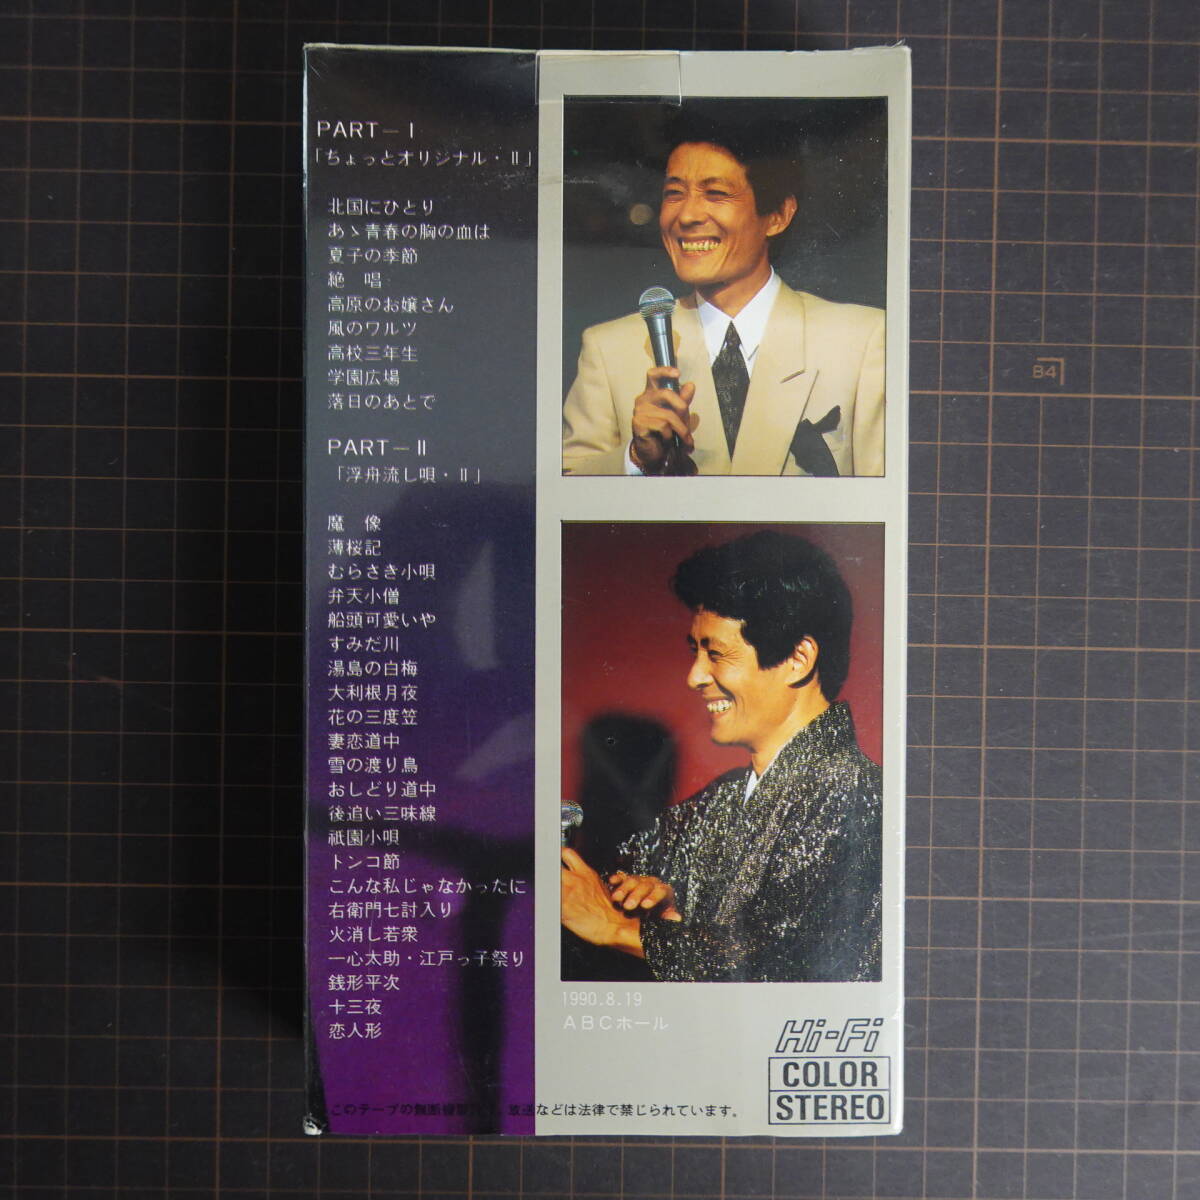 PART－Ⅰ
「ちょっとオリジナル・Ⅱ」
北国にひとり
あゝ青春の胸の血は
夏子の季節
絶　唱
高原のお嬢さん
風のワルツ
高校三年生
学園広場
落日のあとで
PART－Ⅱ
「浮舟流し唄・Ⅱ」
魔　像
薄桜記
むらさき小唄
弁天小僧
船頭可愛いや
すみだ川
湯島の白梅
大利根月夜
花の三度笠
妻恋道中
雪の渡り鳥
おしどり道中
後追い三味線
祇園小唄
トンコ節
こんな私じゃなかったに
右衛門七討入り
火消し若衆
一心太助・江戸っ子祭り
銭形平次
十三夜
恋人形
1990.8.19
ABCホール
Hi-Fi
COLOR
STEREO
このテープの無断複製 放送などは法律で禁じられています。
B4